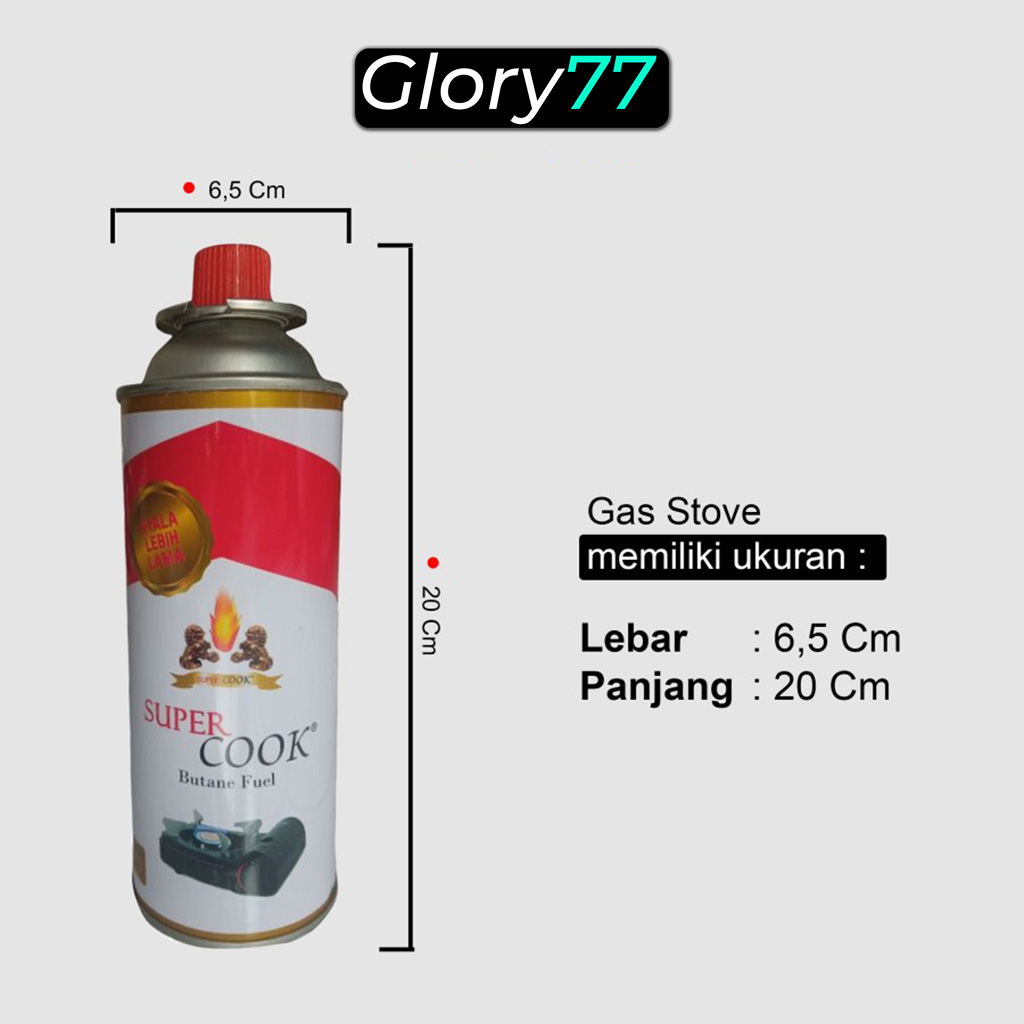 Glory77
6,5 Cm
20 Cm
NYALA
LEBIH
LAMA
SUPER COOK
SUPER
COOK®
Butane Fuel
Gas Stove
memiliki ukuran :
Lebar : 6,5 Cm
Panjang : 20 Cm